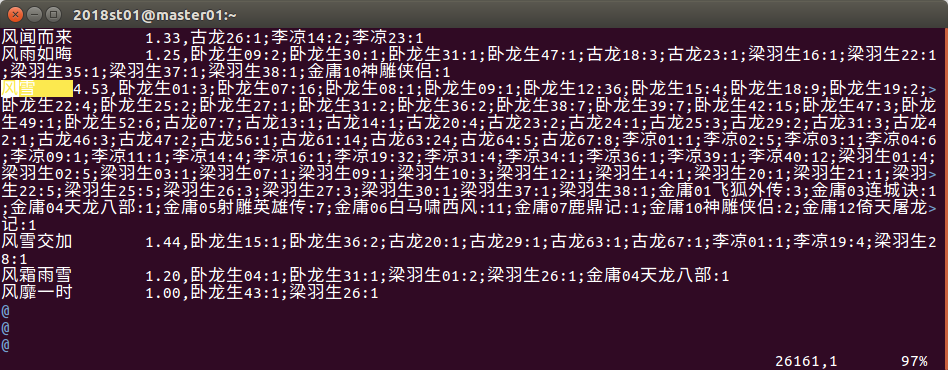 2018st01@master01:~
风闻而来 1.33,古龙26:1;李凉14:2;李凉23:1
风雨如晦 1.25,卧龙生09:2;卧龙生30:1;卧龙生31:1;卧龙生47:1;古龙18:3;古龙23:1;梁羽生16:1;梁羽生22:1
;梁羽生35:1;梁羽生37:1;梁羽生38:1;金庸10神雕侠侣:1
风雪 4.53,卧龙生01:3;卧龙生07:16;卧龙生08:1;卧龙生09:1;卧龙生12:36;卧龙生15:4;卧龙生18:9;卧龙生19:2;>
卧龙生22:4;卧龙生25:2;卧龙生27:1;卧龙生31:2;卧龙生36:2;卧龙生38:7;卧龙生39:7;卧龙生42:15;卧龙生47:3;卧龙
生49:1;卧龙生52:6;古龙07:7;古龙13:1;古龙14:1;古龙20:4;古龙23:2;古龙24:1;古龙25:3;古龙29:2;古龙31:3;古龙4
2:1;古龙46:3;古龙47:2;古龙56:1;古龙61:14;古龙63:24;古龙64:5;古龙67:8;李凉01:1;李凉02:5;李凉03:1;李凉04:6
;李凉09:1;李凉11:1;李凉14:4;李凉16:1;李凉19:32;李凉31:4;李凉34:1;李凉36:1;李凉39:1;李凉40:12;梁羽生01:4;
梁羽生02:5;梁羽生03:1;梁羽生07:1;梁羽生09:1;梁羽生10:3;梁羽生12:1;梁羽生14:1;梁羽生20:1;梁羽生21:1;梁羽>
生22:5;梁羽生25:5;梁羽生26:3;梁羽生27:3;梁羽生30:1;梁羽生37:1;梁羽生38:1;金庸01飞狐外传:3;金庸03连城诀:1
;金庸04天龙八部:1;金庸05射雕英雄传:7;金庸06白马啸西风:11;金庸07鹿鼎记:1;金庸10神雕侠侣:2;金庸12倚天屠龙>
记:1
风雪交加 1.44,卧龙生15:1;卧龙生36:2;古龙20:1;古龙29:1;古龙63:1;古龙67:1;李凉01:1;李凉19:4;梁羽生2
8:1
风霜雨雪 1.20,卧龙生04:1;卧龙生31:1;梁羽生01:2;梁羽生26:1;金庸04天龙八部:1
风靡一时 1.00,卧龙生43:1;梁羽生26:1
@
@
@
26161,1 97%